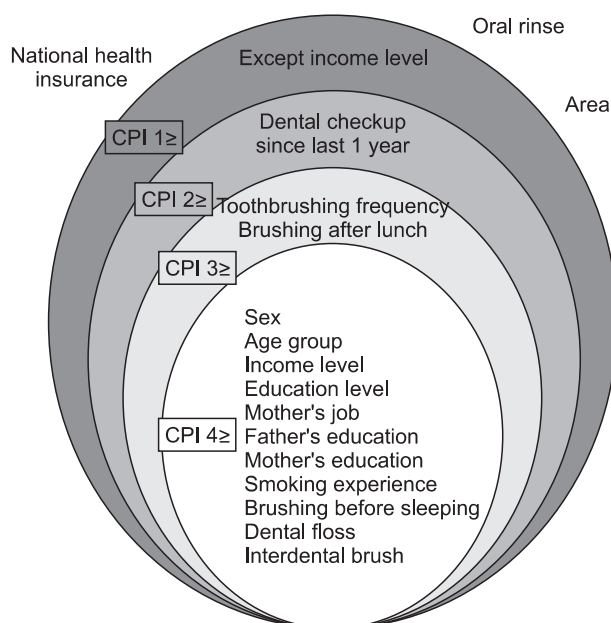 Oral rinse
National health
insurance
Except income level
Area
CPI 1≥
Dental checkup
since last 1 year
CPI 2≥
Toothbrushing frequency
Brushing after lunch
CPI 3≥
Sex
Age group
Income level
Education level
Mother's job
CPI 4≥
Father's education
Mother's education
Smoking experience
Brushing before sleeping
Dental floss
Interdental brush